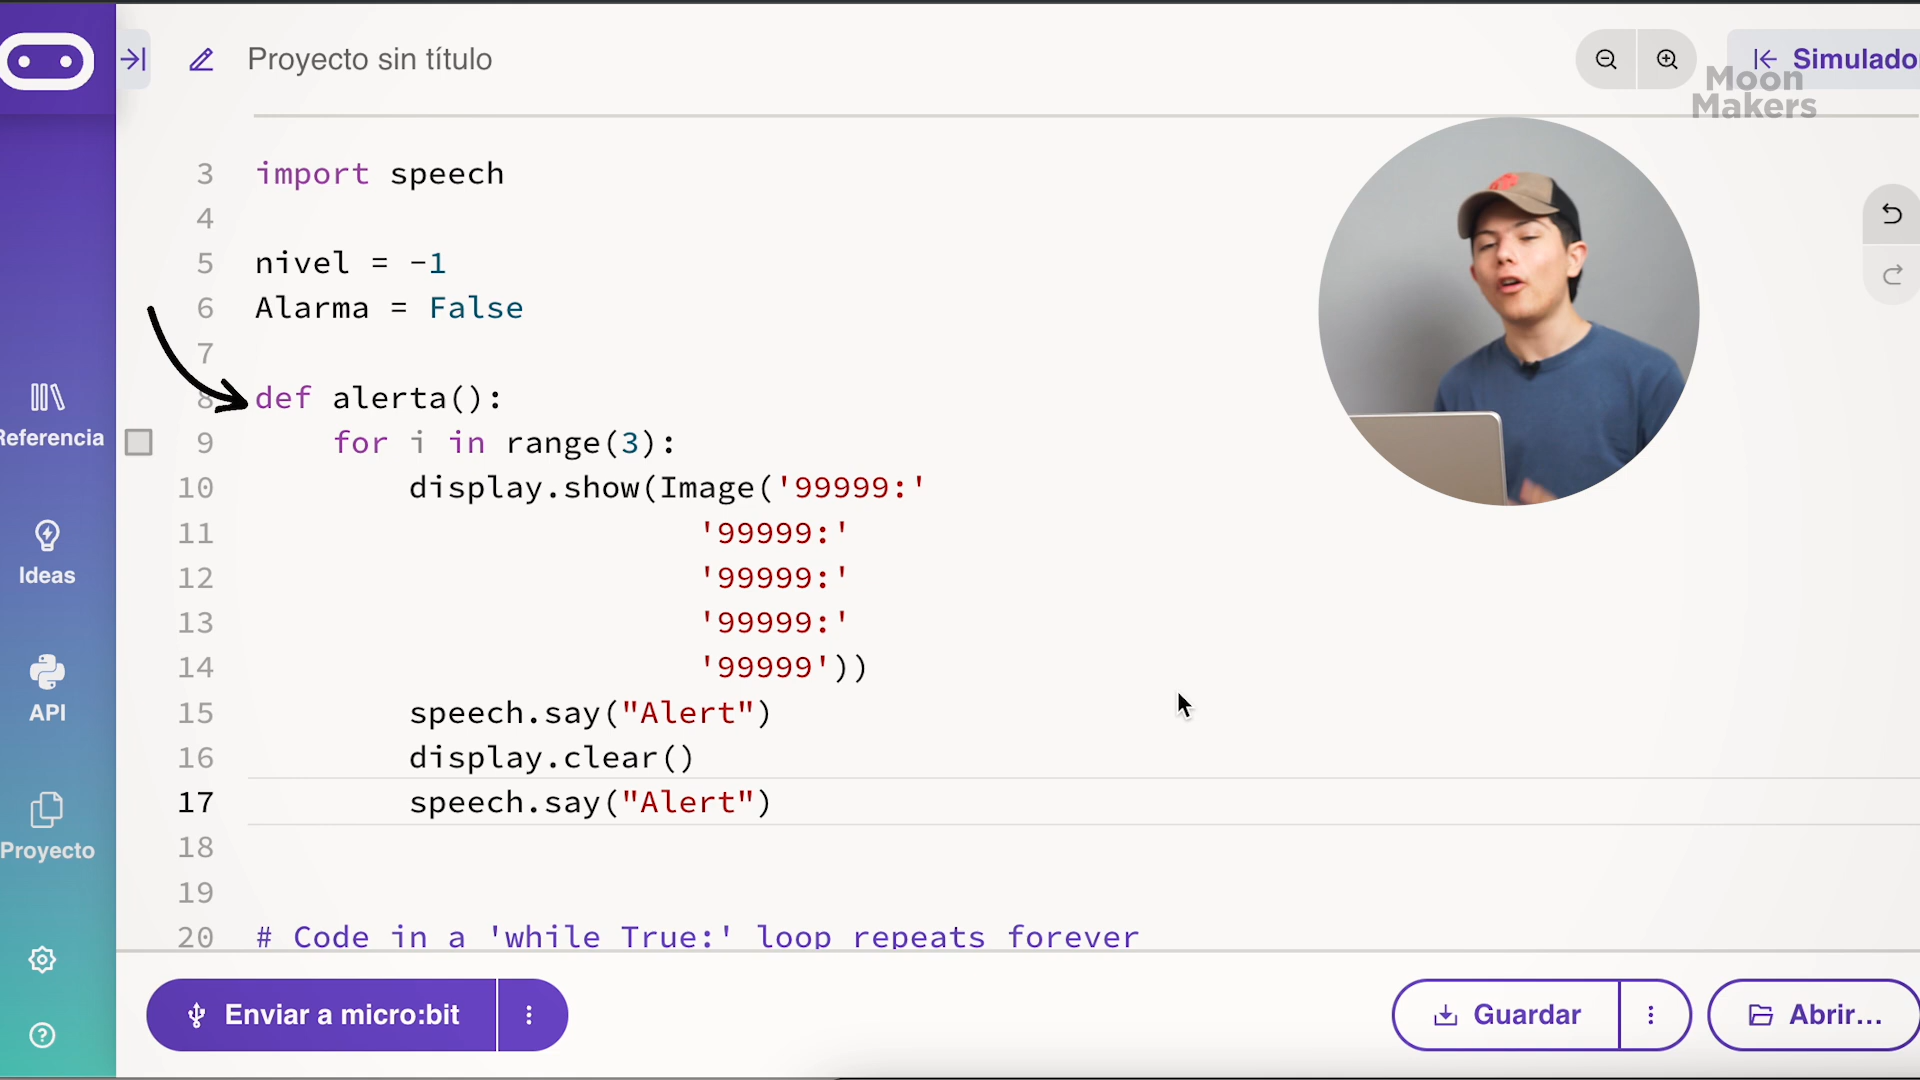 Proyecto sin título
Simulado
Moon
Makers
3 import speech
4
5 nivel = -1
6 Alarma = False
7
8 def alerta():
9 for i in range(3):
10 display.show(Image('99999:'
11 '99999:'
12 '99999:'
13 '99999:'
14 '99999'))
15 speech.say("Alert")
16 display.clear()
17 speech.say("Alert")
18
19
20 # Code in a 'while True:' loop repeats forever
Referencia
Ideas
API
Proyecto
Enviar a micro:bit
Guardar
Abrir...